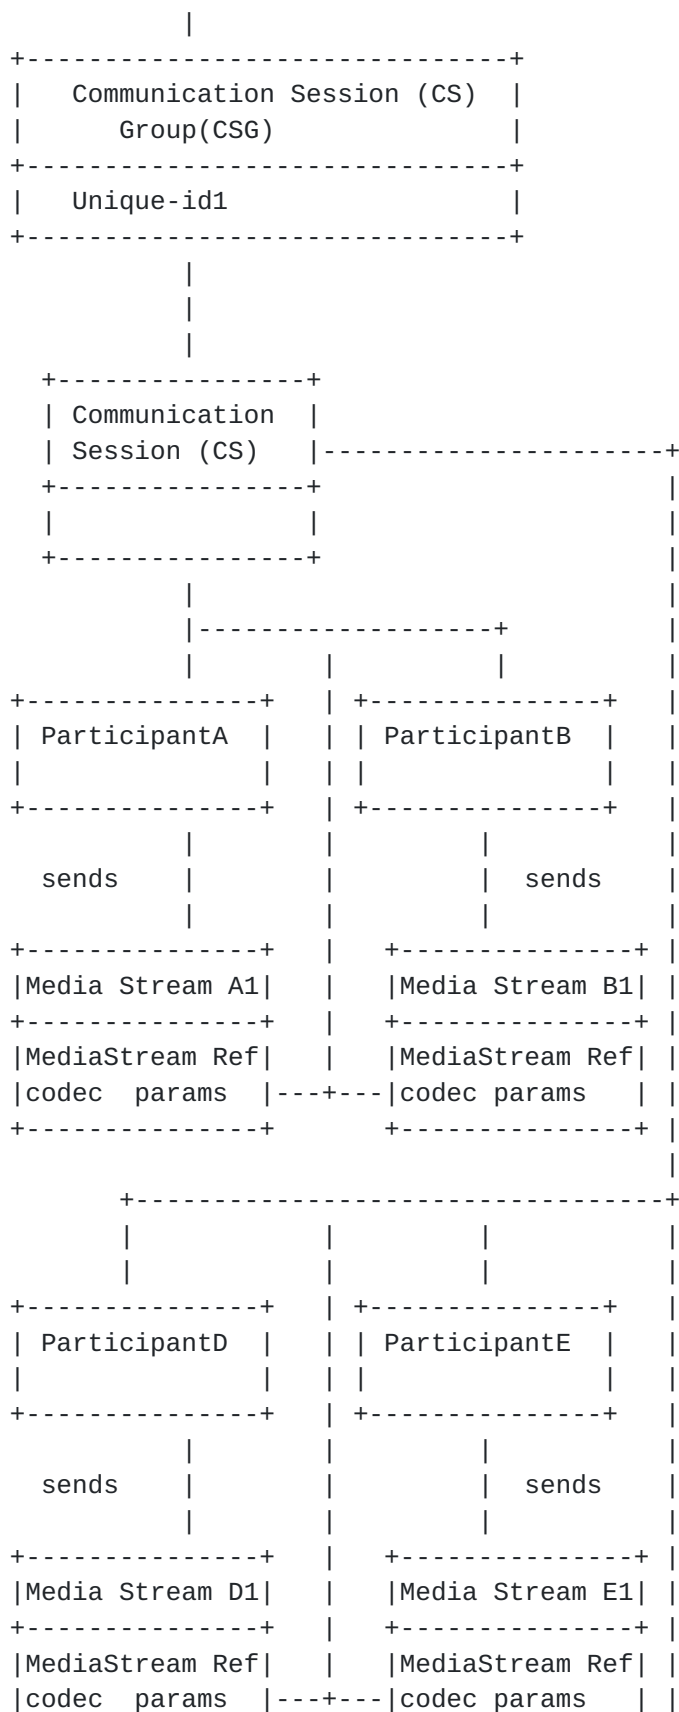 Communication Session (CS)
Group(CSG)
Unique-id1
Communication
Session (CS)
ParticipantA ParticipantB
sends sends
Media Stream A1 Media Stream B1
MediaStream Ref MediaStream Ref
codec params codec params
ParticipantD ParticipantE
sends sends
Media Stream D1 Media Stream E1
MediaStream Ref MediaStream Ref
codec params codec params